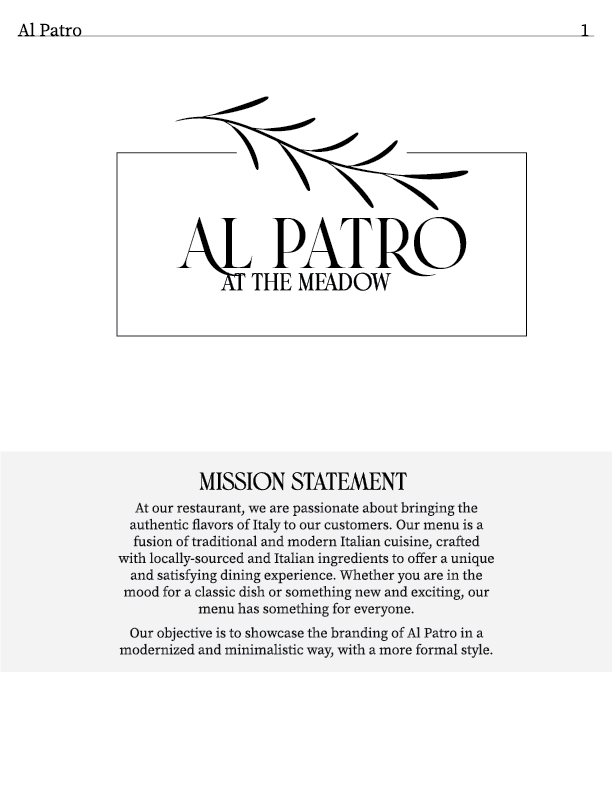 Al Patro 1
AL PATRO
AT THE MEADOW
MISSION STATEMENT
At our restaurant, we are passionate about bringing the
authentic flavors of Italy to our customers. Our menu is a
fusion of traditional and modern Italian cuisine, crafted
with locally-sourced and Italian ingredients to offer a unique
and satisfying dining experience. Whether you are in the
mood for a classic dish or something new and exciting, our
menu has something for everyone.
Our objective is to showcase the branding of Al Patro in a
modernized and minimalistic way, with a more formal style.